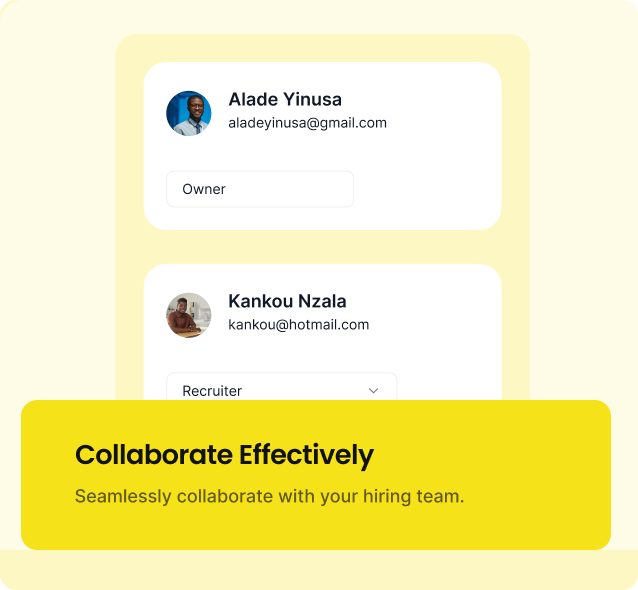 Alade Yinusa
aladeyinusa@gmail.com
Owner
Kankou Nzala
kankou@hotmail.com
Recruiter
Collaborate Effectively
Seamlessly collaborate with your hiring team.